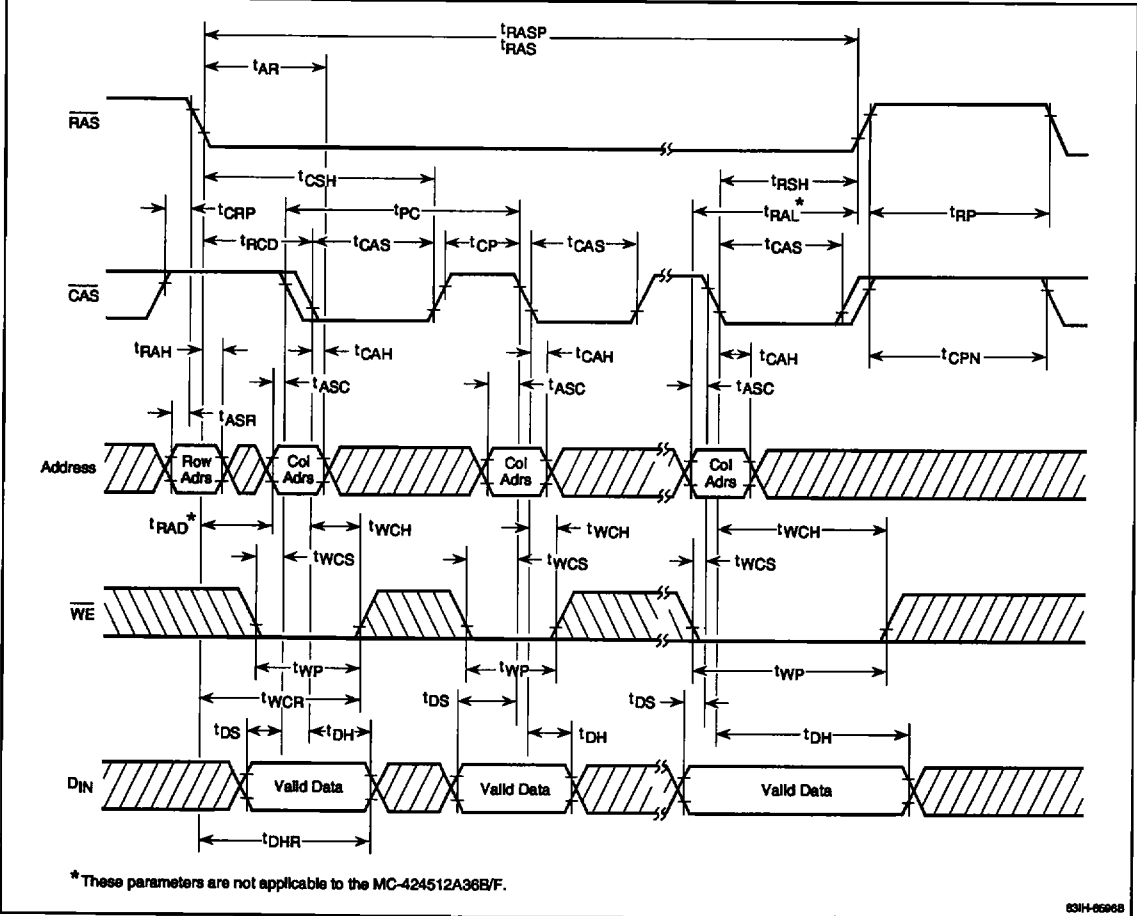 tRASP
tRAS
tAR
RAS
tCSH
tRSH
tCRP
tPC
tRAL*
tRP
tRCD
tCAS
tCP
tCAS
tCAS
CAS
tRAH
tCAH
tCAH
tCAH
tCPN
tASC
tASC
tASC
tASR
Address
Row
Adrs
Col
Adrs
Col
Adrs
Col
Adrs
tRAD*
tWCH
tWCH
tWCH
tWCS
tWCS
tWCS
WE
tWP
tWP
tWP
tWCR
tDS
tDS
tDS
tDH
tDH
tDH
DIN
Valid Data
Valid Data
Valid Data
tDHR
*These parameters are not applicable to the MC-424512A36B/F.
83IH-6596B